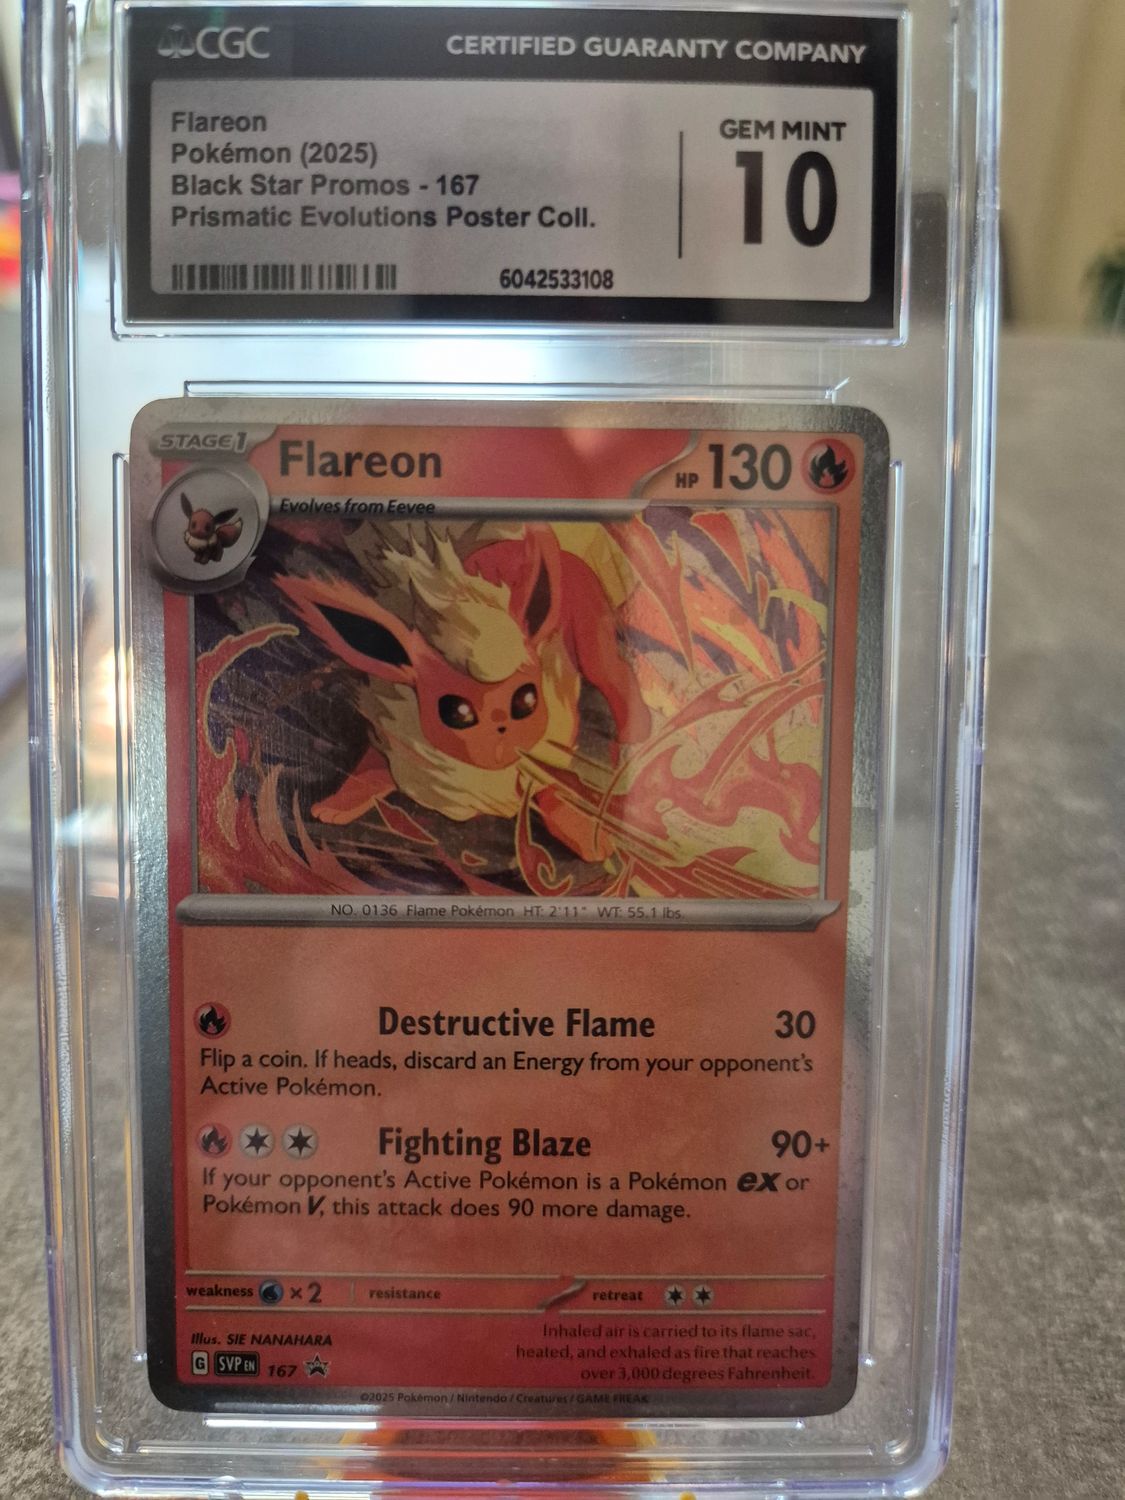 CGC
CERTIFIED GUARANTY COMPANY
Flareon
Pokémon (2025)
Black Star Promos - 167
Prismatic Evolutions Poster Coll.
GEM MINT
10
6042533108
STAGE 1
Flareon
HP 130
Evolves from Eevee
NO. 0136 Flame Pokémon HT: 2'11" WT: 55.1 lbs.
Destructive Flame 30
Flip a coin. If heads, discard an Energy from your opponent's
Active Pokémon.
Fighting Blaze 90+
If your opponent's Active Pokémon is a Pokémon ex or
Pokémon V, this attack does 90 more damage.
weakness ×2 resistance retreat
Illus. SIE NANAHARA
Inhaled air is carried to its flame sac,
heated, and exhaled as fire that reaches
over 3,000 degrees Fahrenheit.
G SVP EN 167 PROMO
©2025 Pokémon / Nintendo / Creatures / GAME FREAK